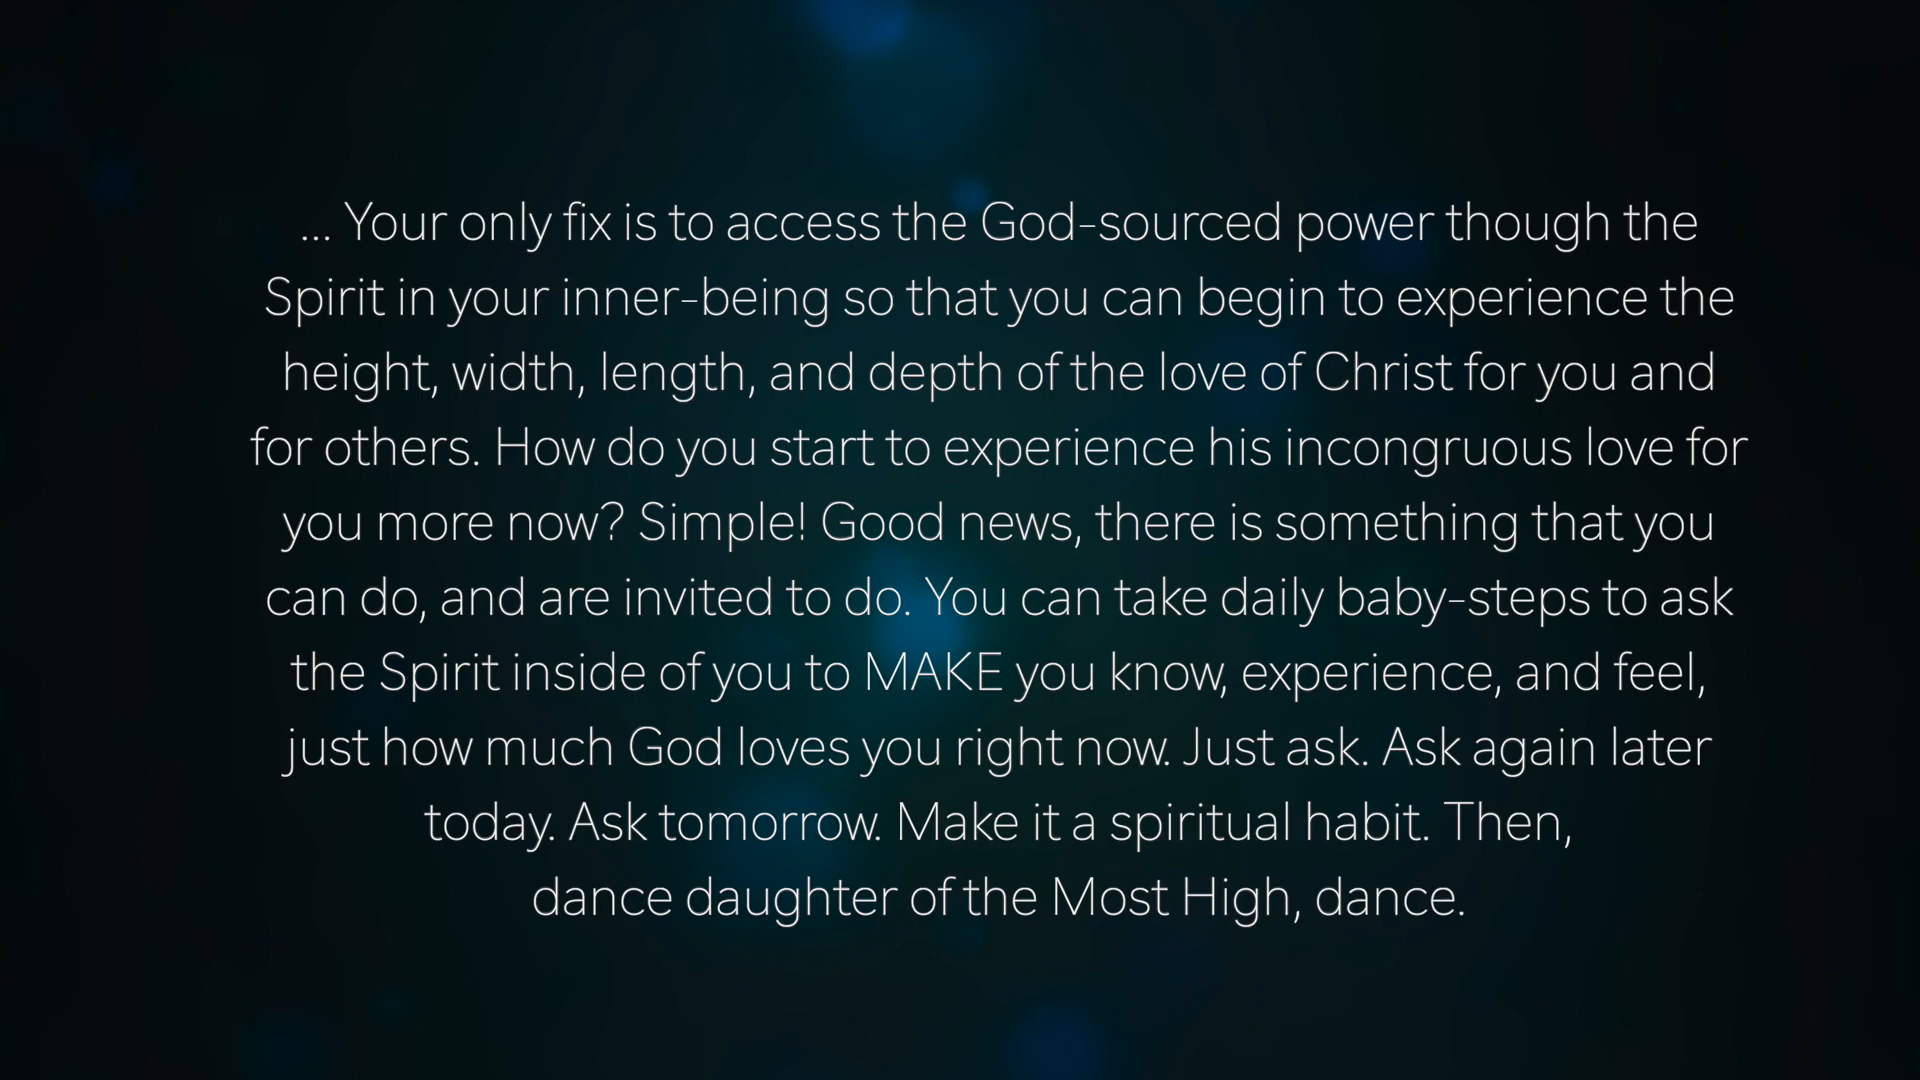 ... Your only fix is to access the God-sourced power though the
Spirit in your inner-being so that you can begin to experience the
height, width, length, and depth of the love of Christ for you and
for others. How do you start to experience his incongruous love for
you more now? Simple! Good news, there is something that you
can do, and are invited to do. You can take daily baby-steps to ask
the Spirit inside of you to MAKE you know, experience, and feel,
just how much God loves you right now. Just ask. Ask again later
today. Ask tomorrow. Make it a spiritual habit. Then,
dance daughter of the Most High, dance.